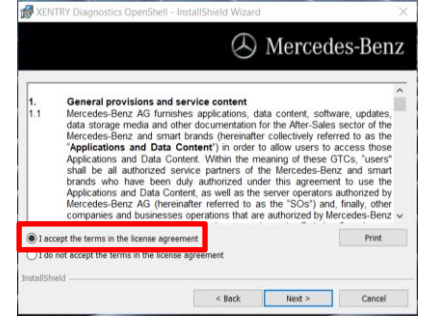 XENTRY Diagnostics OpenShell - InstallShield Wizard
Mercedes-Benz
1. General provisions and service content
1.1 Mercedes-Benz AG furnishes applications, data content, software, updates,
data storage media and other documentation for the After-Sales sector of the
Mercedes-Benz and smart brands (hereinafter collectively referred to as the
"Applications and Data Content") in order to allow users to access those
Applications and Data Content. Within the meaning of these GTCs, "users"
shall be all authorized service partners of the Mercedes-Benz and smart
brands who have been duly authorized under this agreement to use the
Applications and Data Content, as well as the server operators authorized by
Mercedes-Benz AG (hereinafter referred to as the "SOs") and, finally, other
companies and businesses operations that are authorized by Mercedes-Benz
I accept the terms in the license agreement
Print
I do not accept the terms in the license agreement
InstallShield
< Back Next > Cancel